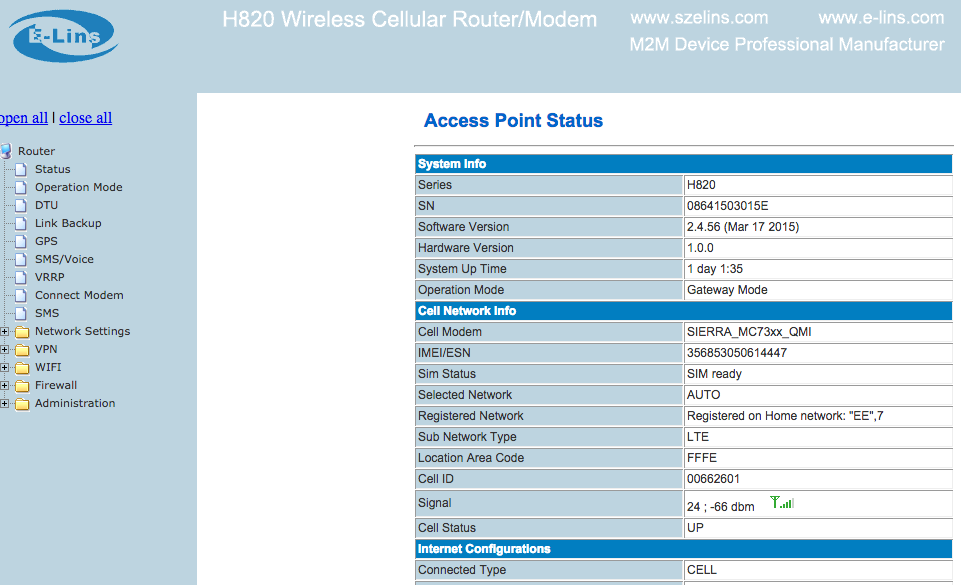 E-Lins
H820 Wireless Cellular Router/Modem
www.szelins.com www.e-lins.com
M2M Device Professional Manufacturer
open all | close all
Router
Status
Operation Mode
DTU
Link Backup
GPS
SMS/Voice
VRRP
Connect Modem
SMS
Network Settings
VPN
WIFI
Firewall
Administration
Access Point Status
System Info
Series H820
SN 08641503015E
Software Version 2.4.56 (Mar 17 2015)
Hardware Version 1.0.0
System Up Time 1 day 1:35
Operation Mode Gateway Mode
Cell Network Info
Cell Modem SIERRA_MC73xx_QMI
IMEI/ESN 356853050614447
Sim Status SIM ready
Selected Network AUTO
Registered Network Registered on Home network: "EE",7
Sub Network Type LTE
Location Area Code FFFE
Cell ID 00662601
Signal 24 ; -66 dbm
Cell Status UP
Internet Configurations
Connected Type CELL